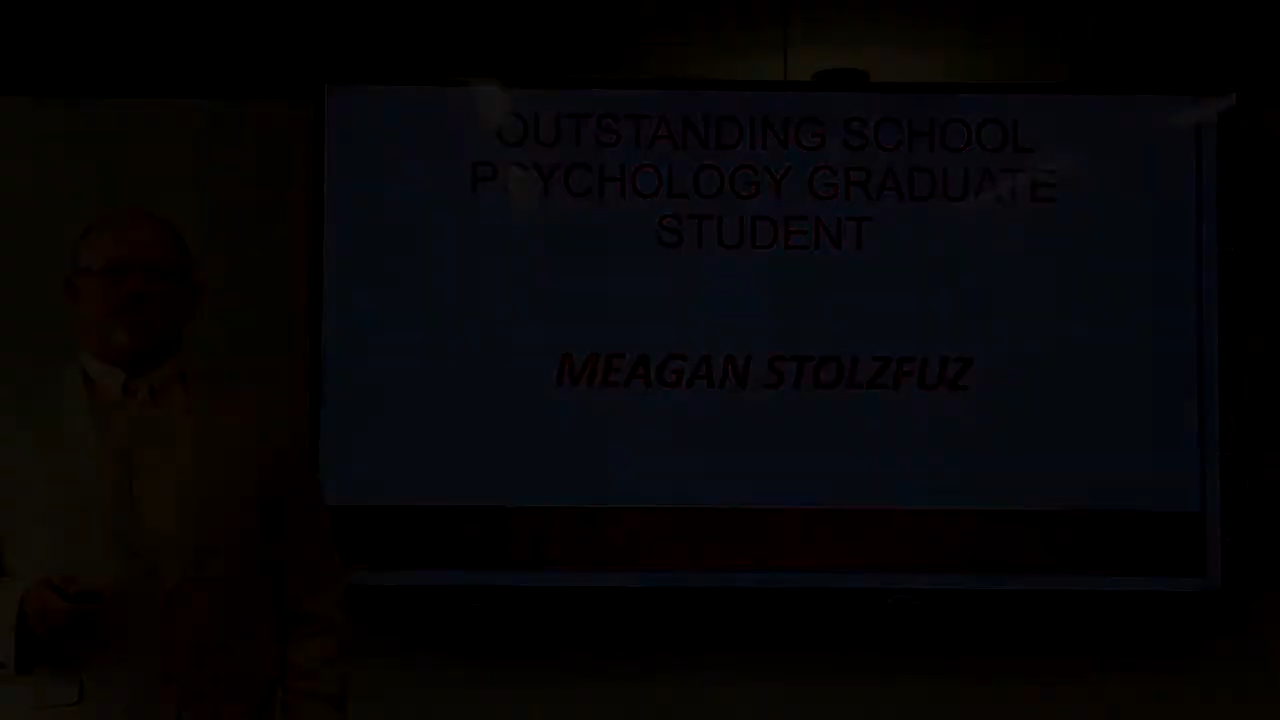 OUTSTANDING SCHOOL
PSYCHOLOGY GRADUATE
STUDENT
MEAGAN STOLZFUZ